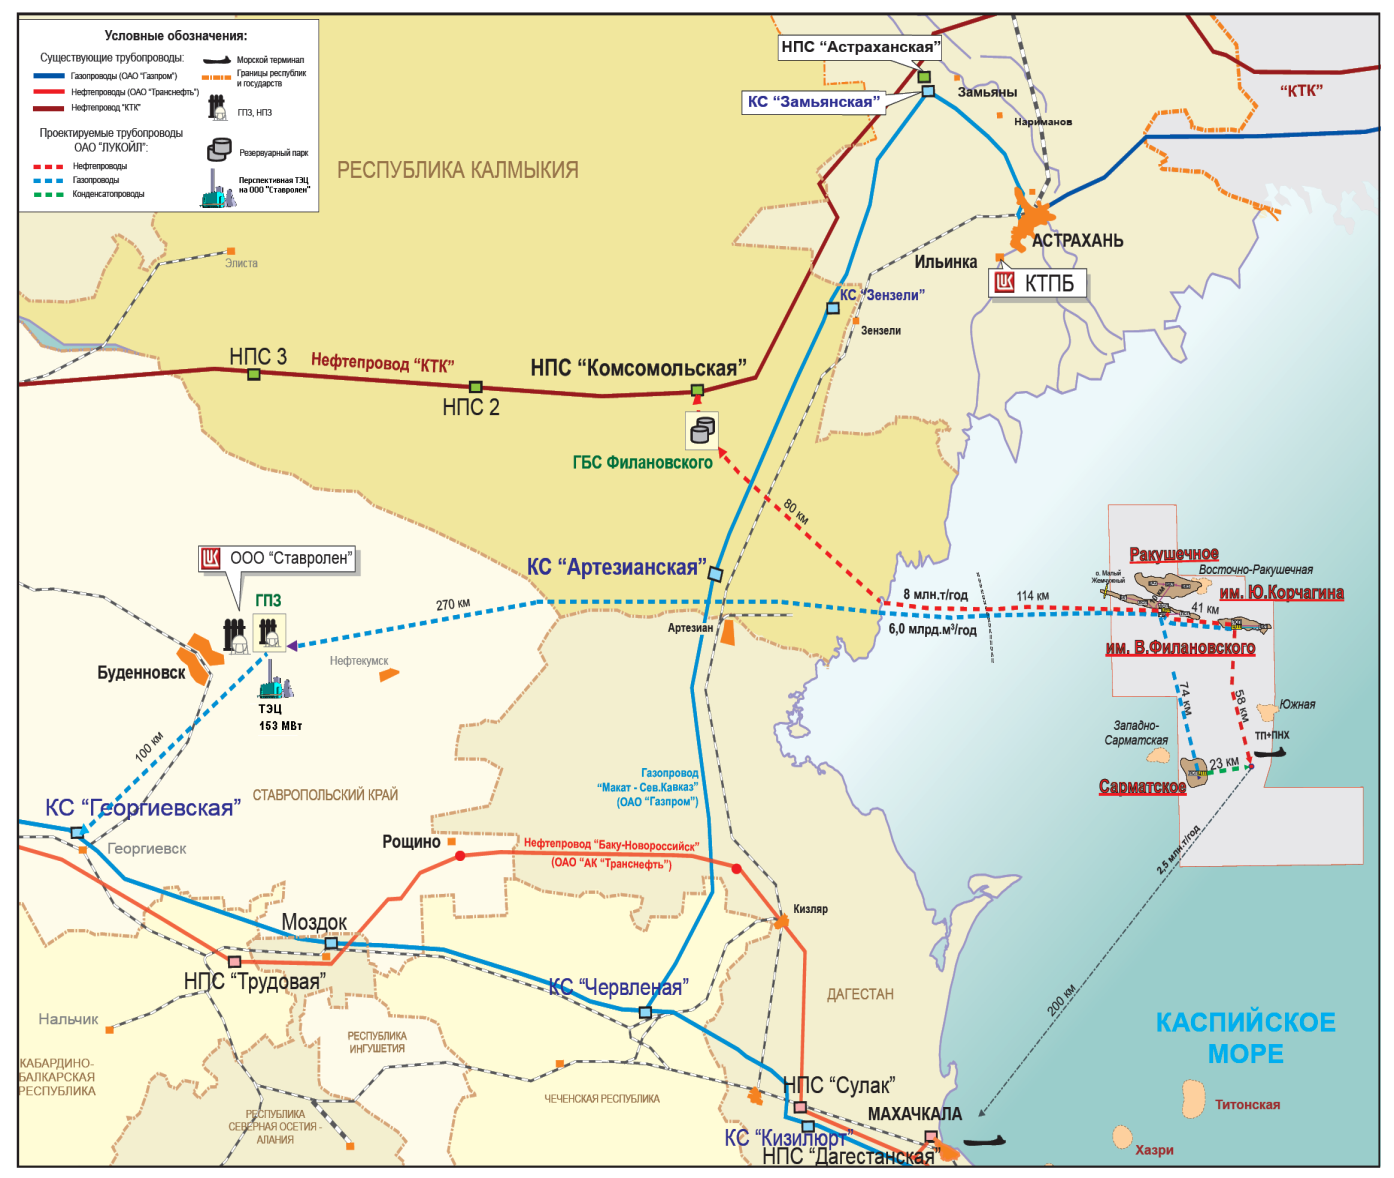 Условные обозначения:
Существующие трубопроводы:
Газопроводы (ОАО “Газпром”)
Нефтепроводы (ОАО “Транснефть”)
Нефтепровод “КТК”
Проектируемые трубопроводы
ОАО “ЛУКОЙЛ”:
Нефтепроводы
Газопроводы
Конденсатопроводы
Морской терминал
Границы республик
и государств
ГПЗ, НПЗ
Резервуарный парк
Перспективная ТЭЦ
на ООО "Ставролен"
НПС “Астраханская”
КС “Замьянская”
Замьяны
Нариманов
“КТК”
РЕСПУБЛИКА КАЛМЫКИЯ
АСТРАХАНЬ
Ильинка
КТПБ
Элиста
КС “Зензели”
Зензели
НПС 3
Нефтепровод “КТК”
НПС “Комсомольская”
НПС 2
ГБС Филановского
80 км
ООО “Ставролен”
ГПЗ
КС “Артезианская”
270 км
8 млн.т/год
114 км
6,0 млрд.м³/год
Артезиан
Ракушечное
Восточно-Ракушечная
о. Малый
Жемчужный
им. Ю.Корчагина
41 км
им. В.Филановского
Буденновск
Нефтекумск
ТЭЦ
153 МВт
100 км
74 км
58 км
Южная
Западно-
Сарматская
ТП+ПНХ
23 км
Сарматское
Газопровод
“Макат - Сев.Кавказ”
(ОАО “Газпром”)
СТАВРОПОЛЬСКИЙ КРАЙ
КС “Георгиевская”
Георгиевск
Рощино
Нефтепровод “Баку-Новороссийск”
(ОАО “АК “Транснефть”)
2,5 млн.т/год
Кизляр
Моздок
НПС “Трудовая”
КС “Червленая”
ДАГЕСТАН
200 км
Нальчик
КАСПИЙСКОЕ
МОРЕ
РЕСПУБЛИКА
ИНГУШЕТИЯ
КАБАРДИНО-
БАЛКАРСКАЯ
РЕСПУБЛИКА
ЧЕЧЕНСКАЯ РЕСПУБЛИКА
НПС “Сулак”
МАХАЧКАЛА
Титонская
РЕСПУБЛИКА
СЕВЕРНАЯ ОСЕТИЯ -
АЛАНИЯ
КС “Кизилюрт”
НПС “Дагестанская”
Хазри